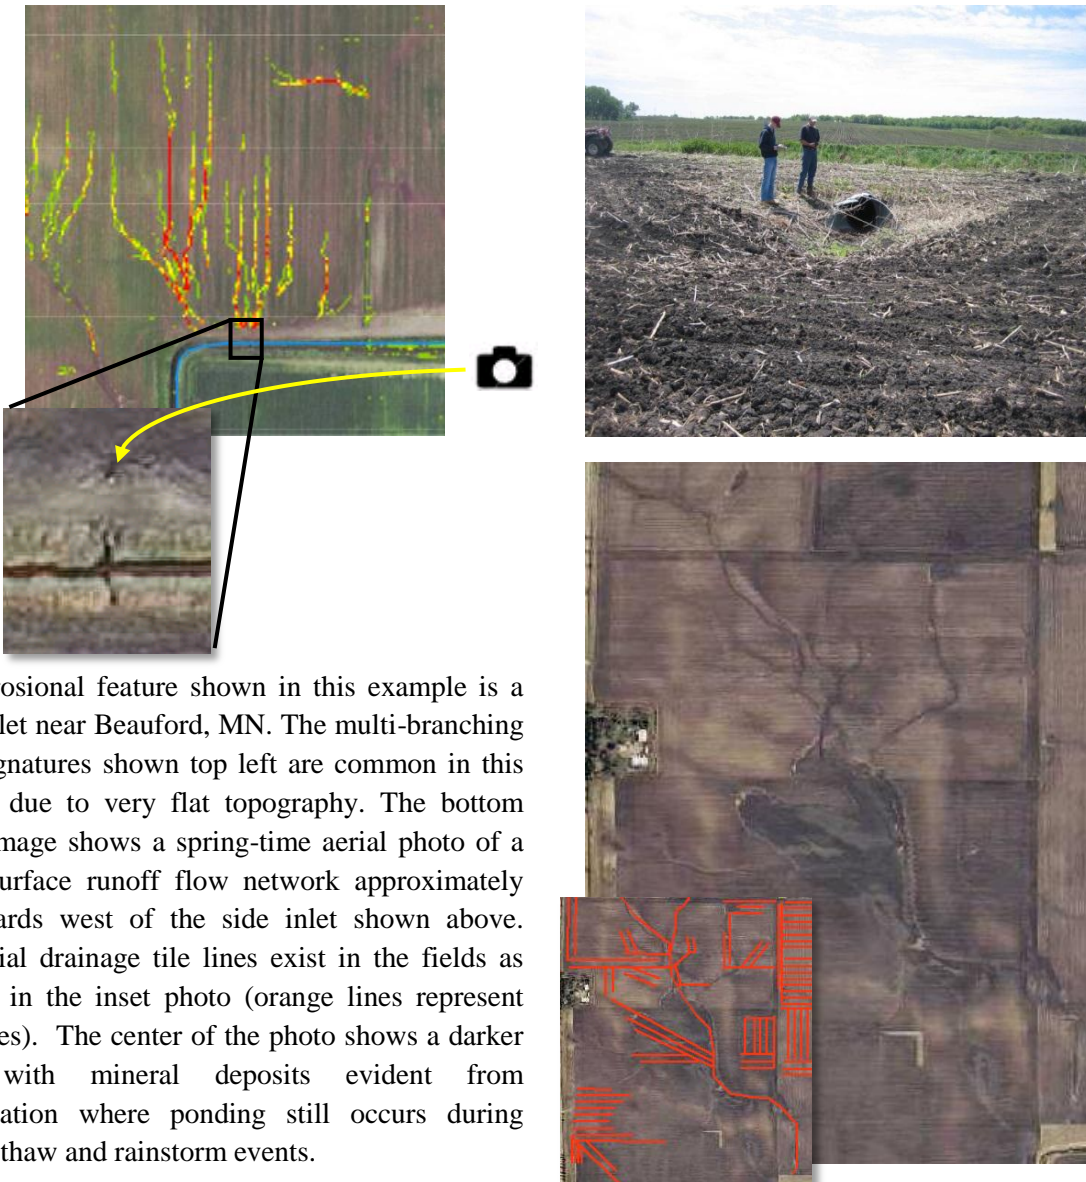 rosional feature shown in this example is a
let near Beauford, MN. The multi-branching
gnatures shown top left are common in this
due to very flat topography. The bottom
mage shows a spring-time aerial photo of a
urface runoff flow network approximately
ards west of the side inlet shown above.
ial drainage tile lines exist in the fields as
in the inset photo (orange lines represent
es). The center of the photo shows a darker
with mineral deposits evident from
ation where ponding still occurs during
thaw and rainstorm events.